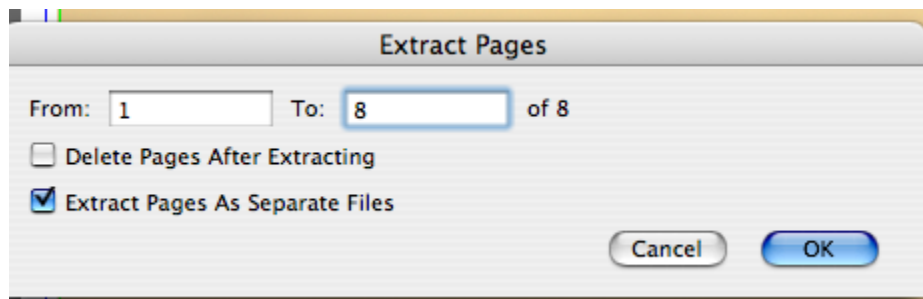 Extract Pages
From: 1 To: 8 of 8
Delete Pages After Extracting
Extract Pages As Separate Files
Cancel OK